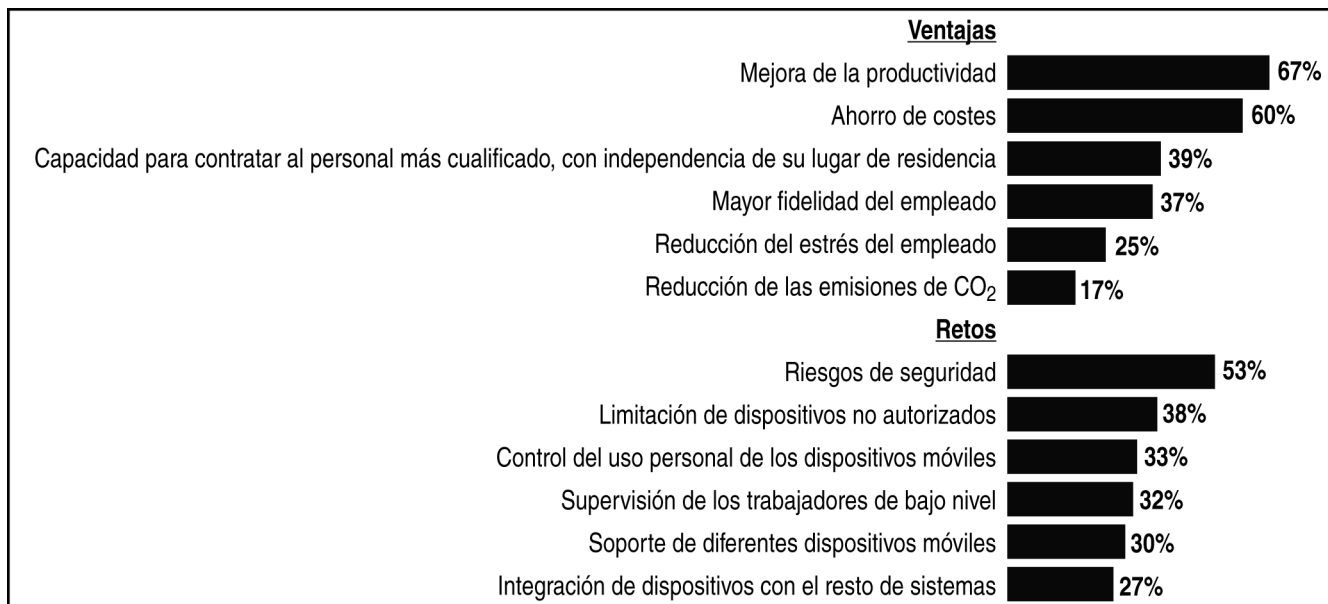 Ventajas
Mejora de la productividad 67%
Ahorro de costes 60%
Capacidad para contratar al personal más cualificado, con independencia de su lugar de residencia 39%
Mayor fidelidad del empleado 37%
Reducción del estrés del empleado 25%
Reducción de las emisiones de CO₂ 17%
Retos
Riesgos de seguridad 53%
Limitación de dispositivos no autorizados 38%
Control del uso personal de los dispositivos móviles 33%
Supervisión de los trabajadores de bajo nivel 32%
Soporte de diferentes dispositivos móviles 30%
Integración de dispositivos con el resto de sistemas 27%